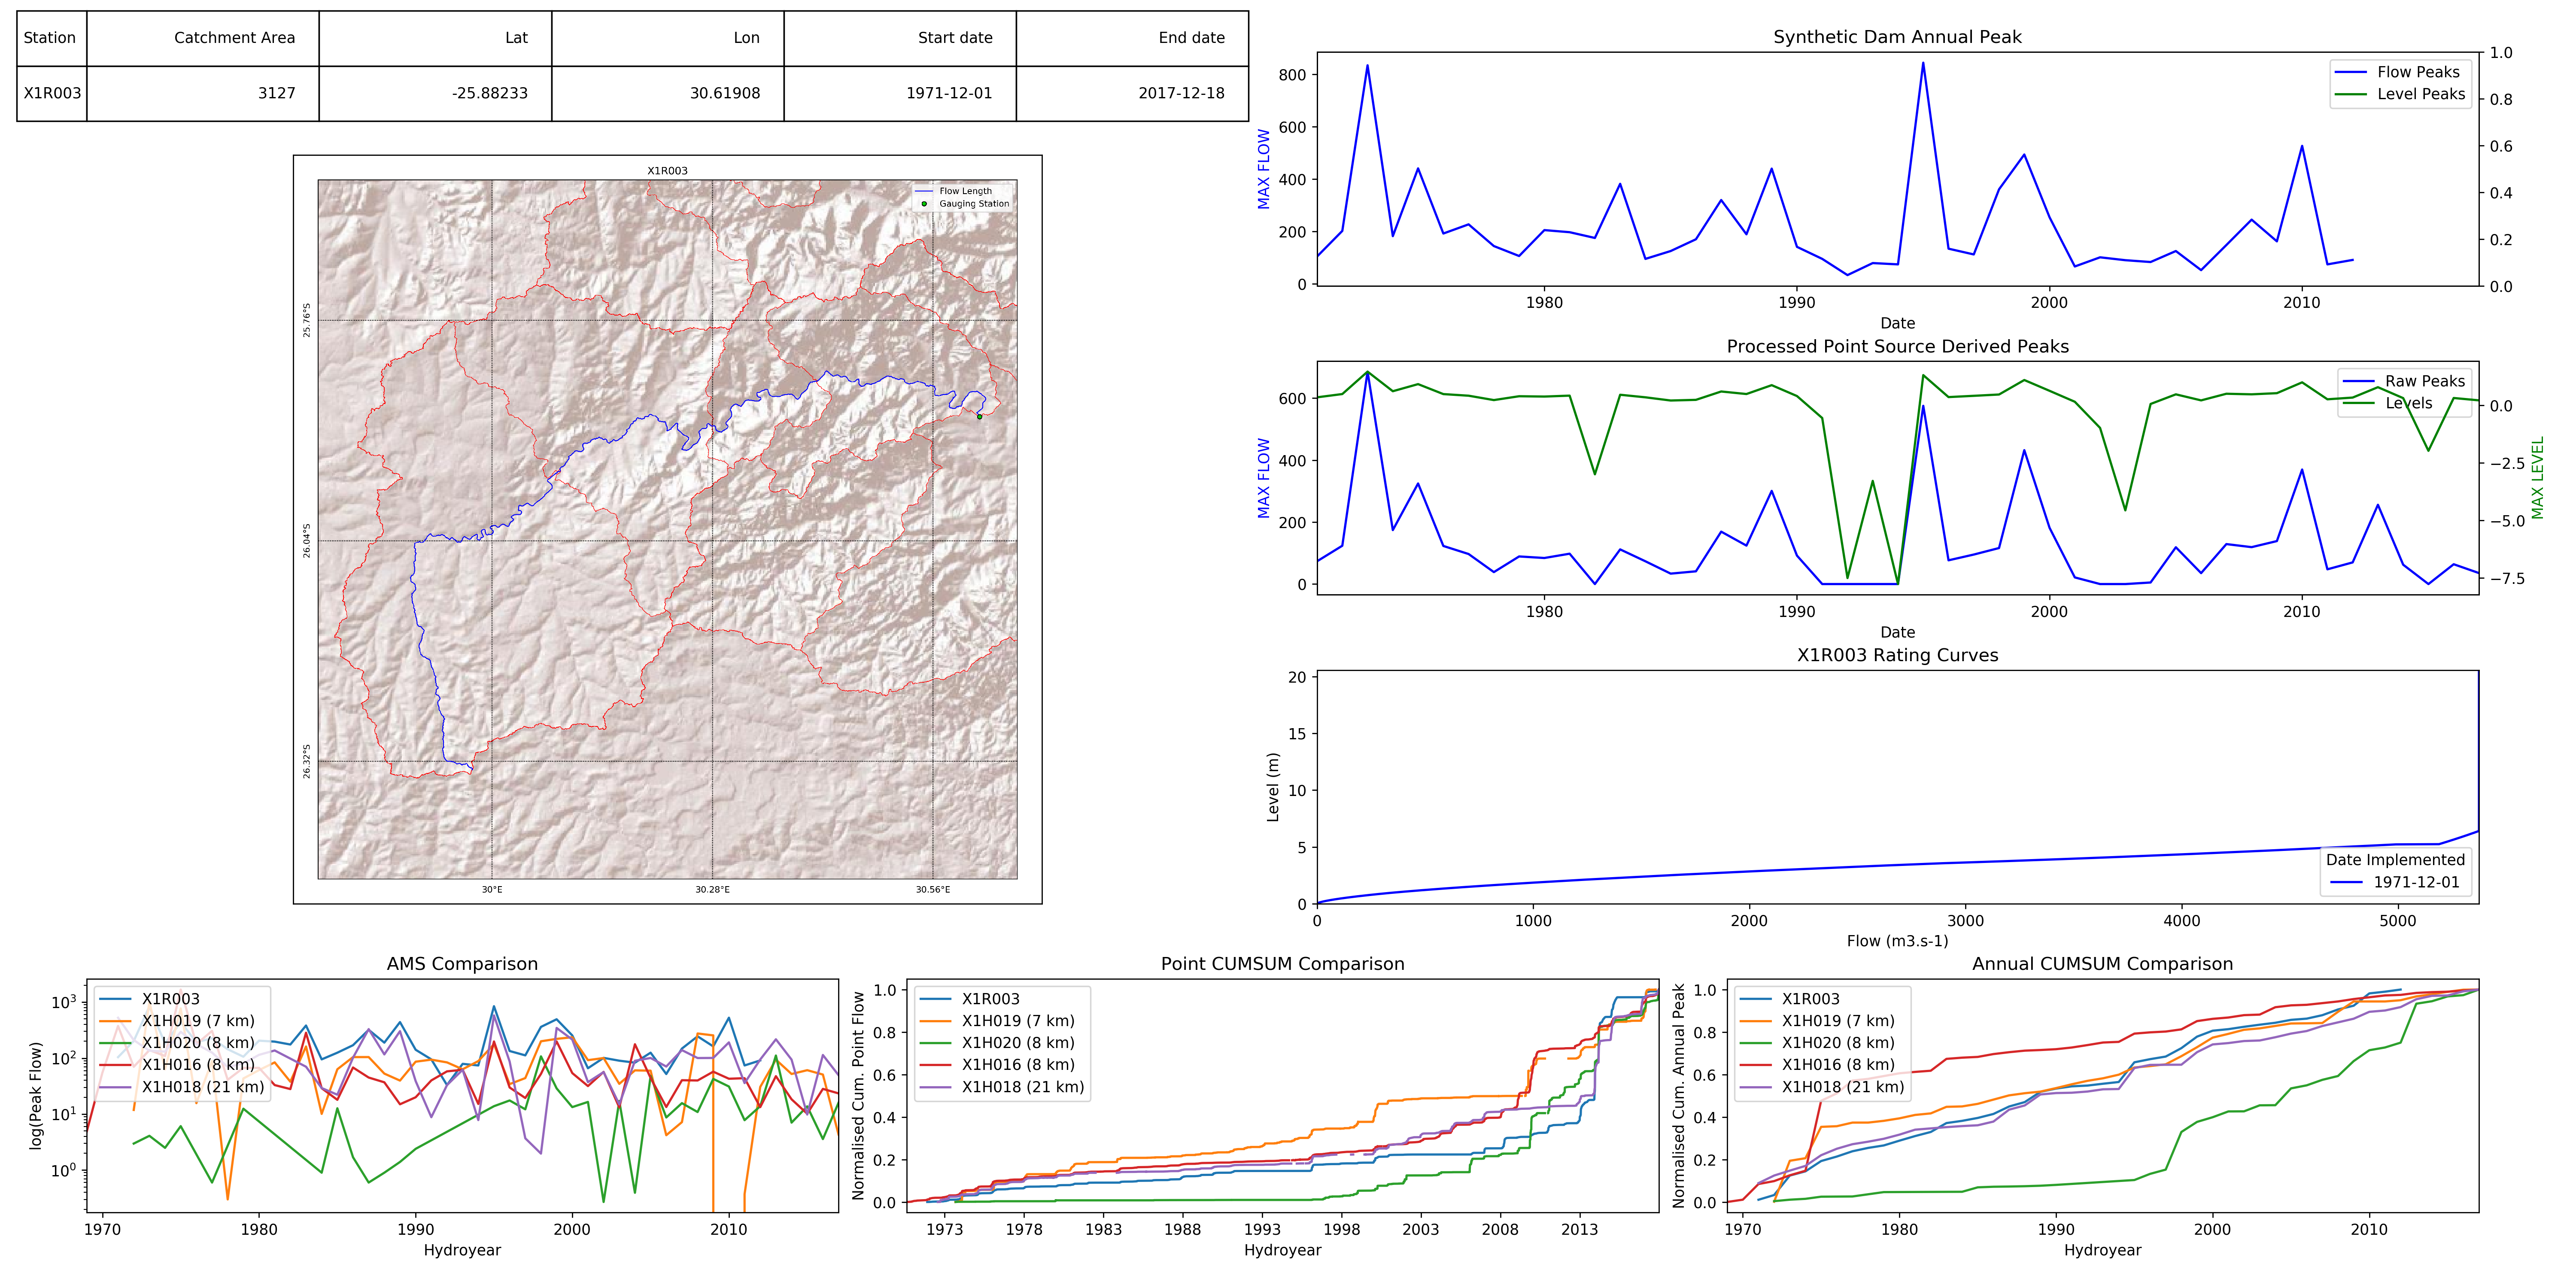 Station Catchment Area Lat Lon Start date End date
X1R003 3127 -25.88233 30.61908 1971-12-01 2017-12-18
X1R003
Flow Length
Gauging Station
25.76°S
26.04°S
26.32°S
30°E 30.28°E 30.56°E
Synthetic Dam Annual Peak
MAX FLOW
800
600
400
200
0
Flow Peaks
Level Peaks
1.0
0.8
0.6
0.4
0.2
0.0
1980 1990 2000 2010
Date
Processed Point Source Derived Peaks
MAX FLOW
600
400
200
0
Raw Peaks
Levels
0.0
−2.5
−5.0
−7.5
MAX LEVEL
1980 1990 2000 2010
Date
X1R003 Rating Curves
Level (m)
20
15
10
5
0
Date Implemented
1971-12-01
0 1000 2000 3000 4000 5000
Flow (m3.s-1)
AMS Comparison
log(Peak Flow)
10³
10²
10¹
10⁰
X1R003
X1H019 (7 km)
X1H020 (8 km)
X1H016 (8 km)
X1H018 (21 km)
1970 1980 1990 2000 2010
Hydroyear
Point CUMSUM Comparison
Normalised Cum. Point Flow
1.0
0.8
0.6
0.4
0.2
0.0
X1R003
X1H019 (7 km)
X1H020 (8 km)
X1H016 (8 km)
X1H018 (21 km)
1973 1978 1983 1988 1993 1998 2003 2008 2013
Hydroyear
Annual CUMSUM Comparison
Normalised Cum. Annual Peak
1.0
0.8
0.6
0.4
0.2
0.0
X1R003
X1H019 (7 km)
X1H020 (8 km)
X1H016 (8 km)
X1H018 (21 km)
1970 1980 1990 2000 2010
Hydroyear